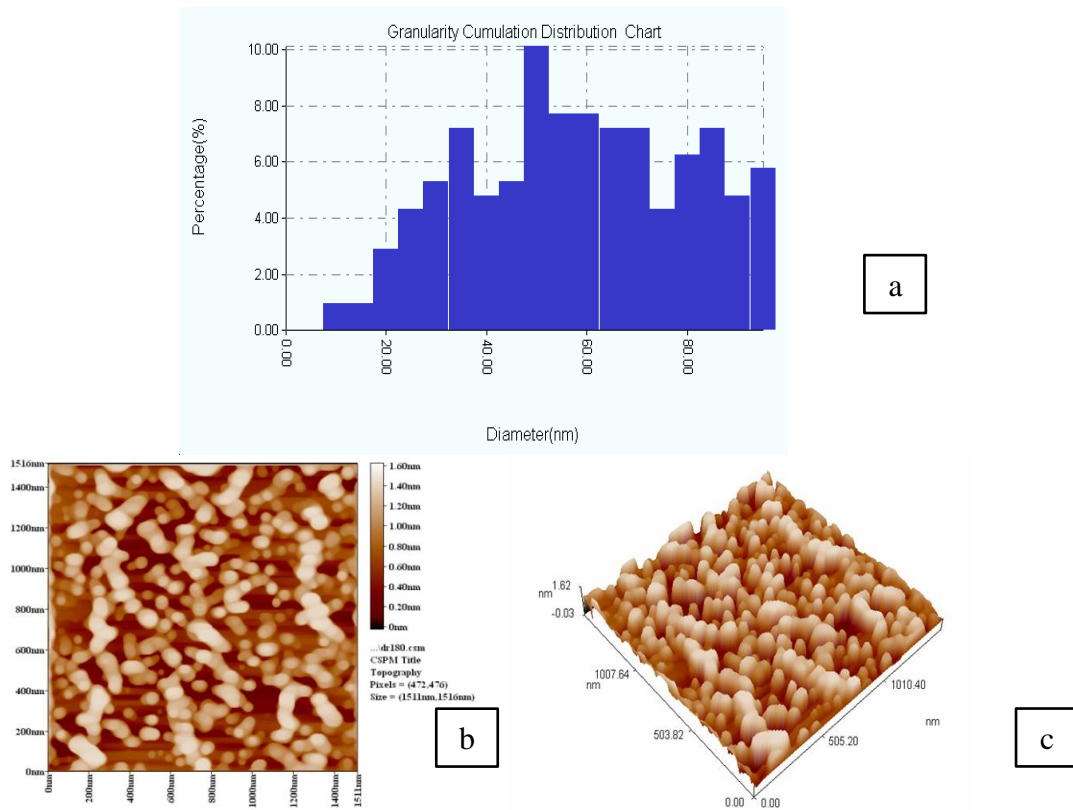 Granularity Cumulation Distribution Chart
Percentage(%)
10.00
8.00
6.00
4.00
2.00
0.00
0.00
20.00
40.00
60.00
80.00
Diameter(nm)
a
1516nm
1400nm
1200nm
1000nm
800nm
600nm
400nm
200nm
0nm
0nm
200nm
400nm
600nm
800nm
1000nm
1200nm
1400nm
1511nm
1.60nm
1.40nm
1.20nm
1.00nm
0.80nm
0.60nm
0.40nm
0.20nm
0nm
...\dr180.csm
CSPM Title
Topography
Pixels = (472,476)
Size = (1511nm,1516nm)
b
nm
1.62
-0.03
1007.64
nm
503.82
0.00
0.00
505.20
nm
1010.40
c